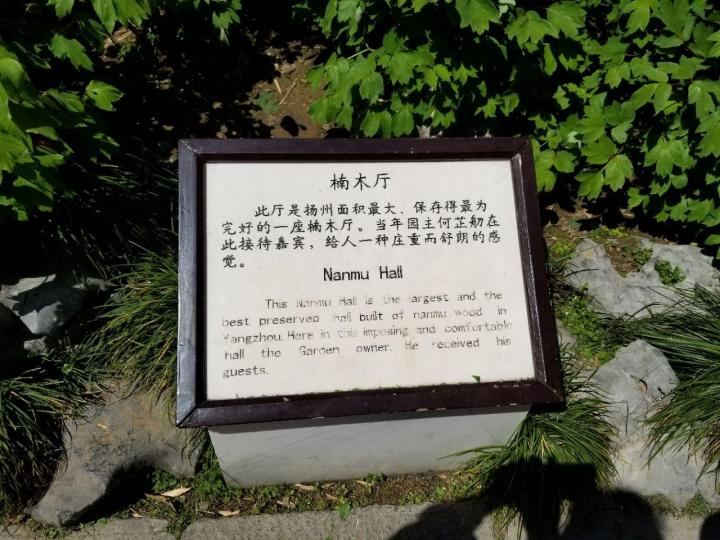 楠木厅
此厅是扬州面积最大、保存得最为
完好的一座楠木厅。当年园主何芷舠在
此接待嘉宾，给人一种庄重而舒朗的感
觉。
Nanmu Hall
This Nanmu Hall is the largest and the
best preserved hall built of nanmu wood in
Yangzhou. Here in this imposing and comfortable
hall the Garden owner. He received his
guests.